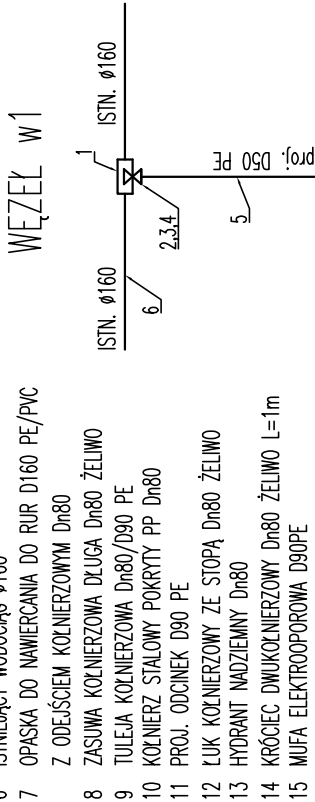 6 ISTNIEJĄCY WODOCIĄG ø160
7 OPASKA DO NAWIERCANIA DO RUR D160 PE/PVC
Z ODEJŚCIEM KOŁNIERZOWYM Dn80
8 ZASUWA KOŁNIERZOWA DŁUGA Dn80 ŻELIWO
9 TULEJA KOŁNIERZOWA Dn80/D90 PE
10 KOŁNIERZ STALOWY POKRYTY PP Dn80
11 PROJ. ODCINEK D90 PE
12 ŁUK KOŁNIERZOWY ZE STOPĄ Dn80 ŻELIWO
13 HYDRANT NADZIEMNY Dn80
14 KRÓCIEC DWUKOŁNIERZOWY Dn80 ŻELIWO L=1m
15 MUFA ELEKTROOPOROWA D90PE
WĘZEŁ w1
ISTN. ø160
1
ISTN. ø160
6
2,3,4
5
proj. D50 PE